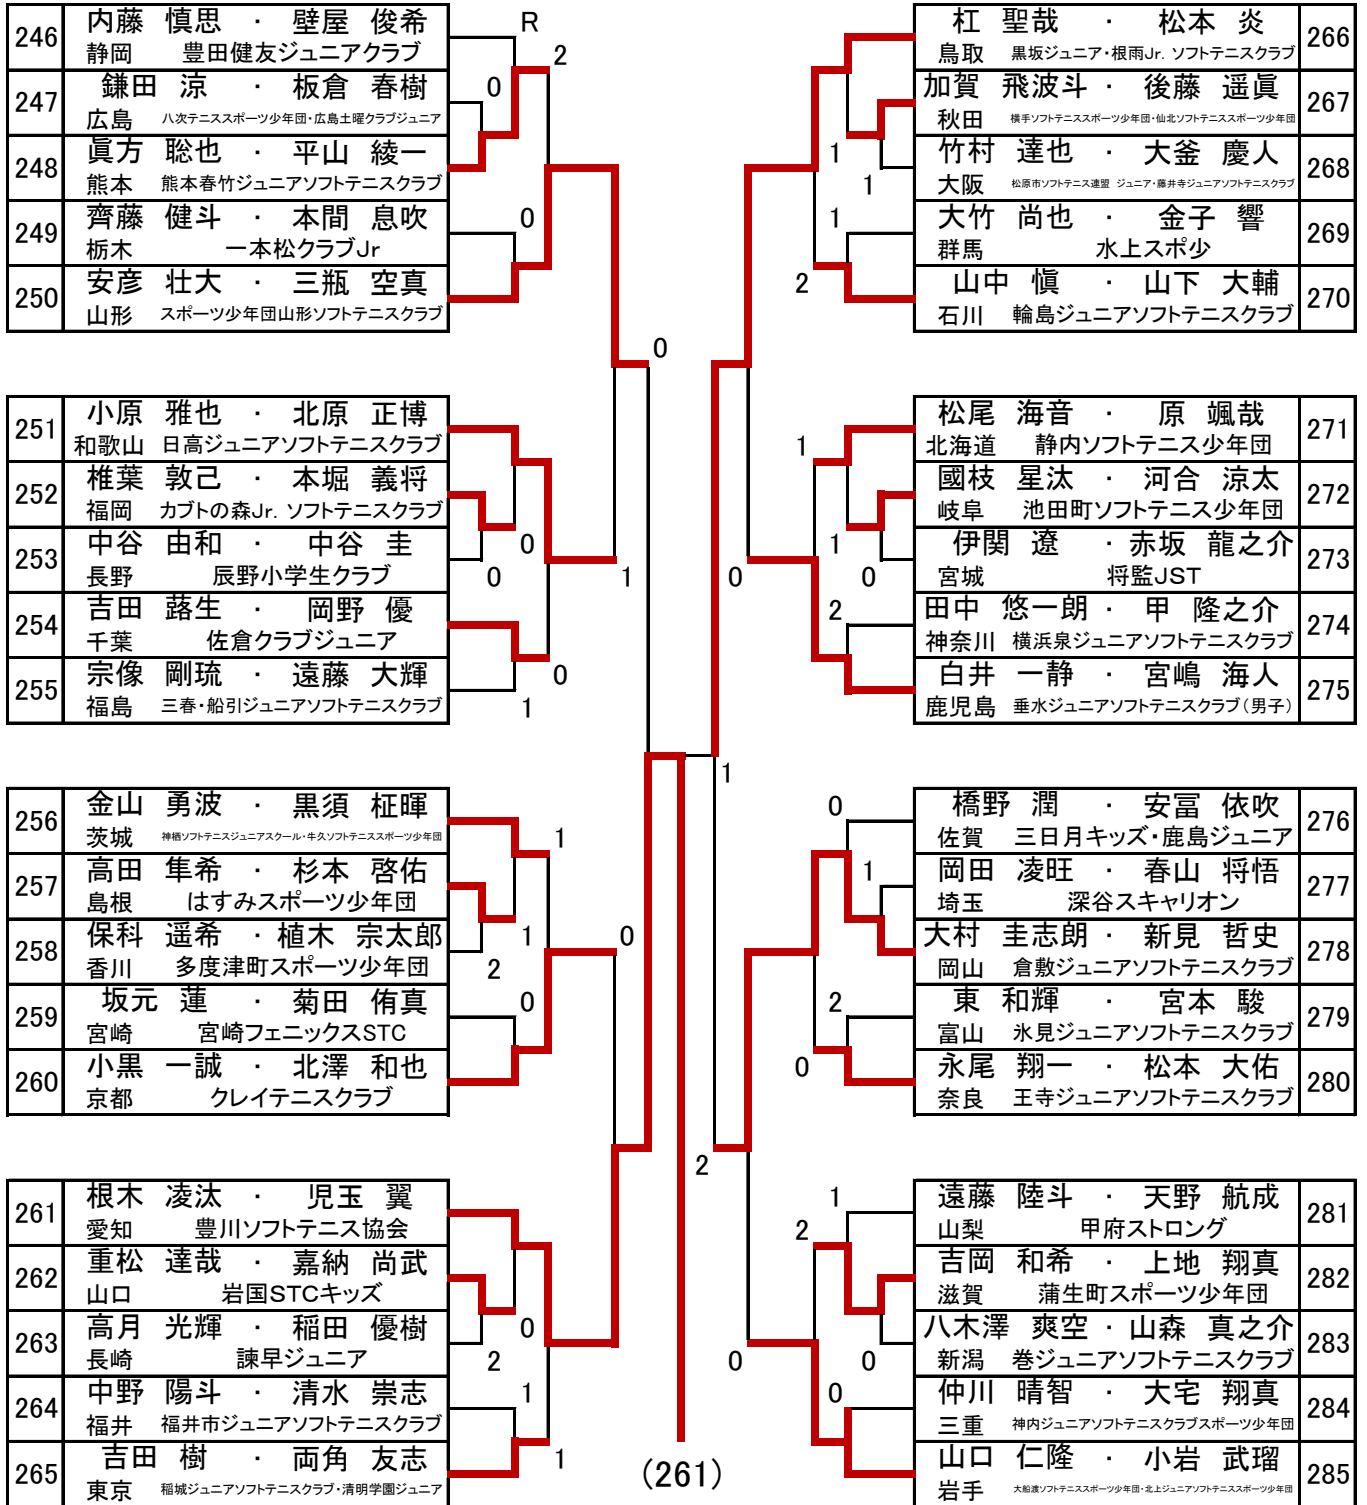 246 内藤 慎思 ・ 壁屋 俊希
静岡 豊田健友ジュニアクラブ
247 鎌田 涼 ・ 板倉 春樹
広島 八次テニススポーツ少年団・広島土曜クラブジュニア
248 眞方 聡也 ・ 平山 綾一
熊本 熊本春竹ジュニアソフトテニスクラブ
249 齊藤 健斗 ・ 本間 息吹
栃木 一本松クラブJr
250 安彦 壮大 ・ 三瓶 空真
山形 スポーツ少年団山形ソフトテニスクラブ
R
2
0
0
0
251 小原 雅也 ・ 北原 正博
和歌山 日高ジュニアソフトテニスクラブ
252 椎葉 敦己 ・ 本堀 義将
福岡 カブトの森Jr. ソフトテニスクラブ
253 中谷 由和 ・ 中谷 圭
長野 辰野小学生クラブ
254 吉田 蕗生 ・ 岡野 優
千葉 佐倉クラブジュニア
255 宗像 剛琉 ・ 遠藤 大輝
福島 三春・船引ジュニアソフトテニスクラブ
0
0
1
0
1
256 金山 勇波 ・ 黒須 柾暉
茨城 神栖ソフトテニスジュニアスクール・牛久ソフトテニススポーツ少年団
257 高田 隼希 ・ 杉本 啓佑
島根 はすみスポーツ少年団
258 保科 遥希 ・ 植木 宗太郎
香川 多度津町スポーツ少年団
259 坂元 蓮 ・ 菊田 侑真
宮崎 宮崎フェニックスSTC
260 小黒 一誠 ・ 北澤 和也
京都 クレイテニスクラブ
1
1
0
2
0
261 根木 凌汰 ・ 児玉 翼
愛知 豊川ソフトテニス協会
262 重松 達哉 ・ 嘉納 尚武
山口 岩国STCキッズ
263 高月 光輝 ・ 稲田 優樹
長崎 諫早ジュニア
264 中野 陽斗 ・ 清水 崇志
福井 福井市ジュニアソフトテニスクラブ
265 吉田 樹 ・ 両角 友志
東京 稲城ジュニアソフトテニスクラブ・清明学園ジュニア
0
2
1
1
(261)
杠 聖哉 ・ 松本 炎 266
鳥取 黒坂ジュニア・根雨Jr. ソフトテニスクラブ
加賀 飛波斗 ・ 後藤 遥眞 267
秋田 横手ソフトテニススポーツ少年団・仙北ソフトテニススポーツ少年団
竹村 達也 ・ 大釜 慶人 268
大阪 松原市ソフトテニス連盟 ジュニア・藤井寺ジュニアソフトテニスクラブ
大竹 尚也 ・ 金子 響 269
群馬 水上スポ少
山中 愼 ・ 山下 大輔 270
石川 輪島ジュニアソフトテニスクラブ
1
1
1
2
松尾 海音 ・ 原 颯哉 271
北海道 静内ソフトテニス少年団
國枝 星汰 ・ 河合 涼太 272
岐阜 池田町ソフトテニス少年団
伊関 遼 ・ 赤坂 龍之介 273
宮城 将監JST
田中 悠一朗 ・ 甲 隆之介 274
神奈川 横浜泉ジュニアソフトテニスクラブ
白井 一静 ・ 宮嶋 海人 275
鹿児島 垂水ジュニアソフトテニスクラブ(男子)
1
1
0
0
2
1
橋野 潤 ・ 安冨 依吹 276
佐賀 三日月キッズ・鹿島ジュニア
岡田 凌旺 ・ 春山 将悟 277
埼玉 深谷スキャリオン
大村 圭志朗 ・ 新見 哲史 278
岡山 倉敷ジュニアソフトテニスクラブ
東 和輝 ・ 宮本 駿 279
富山 氷見ジュニアソフトテニスクラブ
永尾 翔一 ・ 松本 大佑 280
奈良 王寺ジュニアソフトテニスクラブ
0
1
2
0
2
遠藤 陸斗 ・ 天野 航成 281
山梨 甲府ストロング
吉岡 和希 ・ 上地 翔真 282
滋賀 蒲生町スポーツ少年団
八木澤 爽空 ・ 山森 真之介 283
新潟 巻ジュニアソフトテニスクラブ
仲川 晴智 ・ 大宅 翔真 284
三重 神内ジュニアソフトテニスクラブスポーツ少年団
山口 仁隆 ・ 小岩 武瑠 285
岩手 大船渡ソフトテニススポーツ少年団・北上ジュニアソフトテニススポーツ少年団
1
2
0
0
0